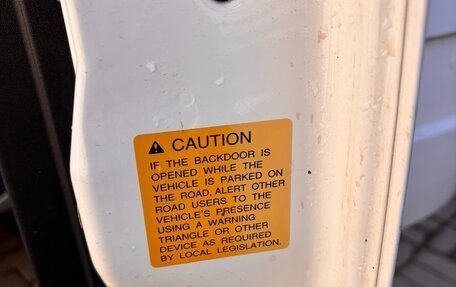 CAUTION
IF THE BACKDOOR IS
OPENED WHILE THE
VEHICLE IS PARKED ON
THE ROAD, ALERT OTHER
ROAD USERS TO THE
VEHICLE'S PRESENCE
USING A WARNING
TRIANGLE OR OTHER
DEVICE AS REQUIRED
BY LOCAL LEGISLATION.